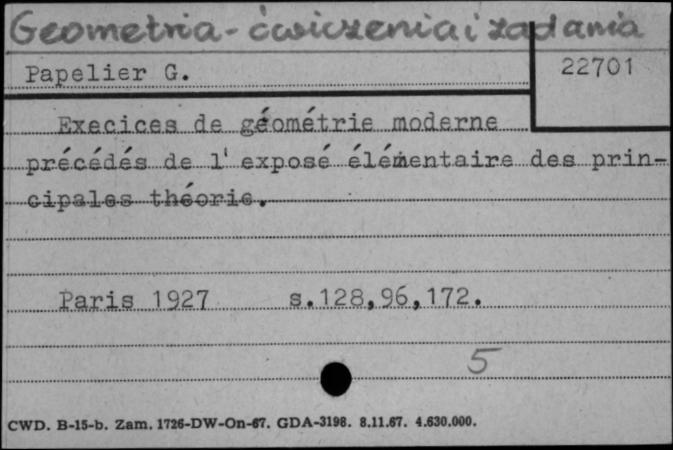 Geometria - ćwiczenia i zadania
Papelier G.
22701
Execices de géométrie moderne
précédés de l'exposé élémentaire des prin-
cipales théorie.
Paris 1927 s.128,96,172.
5
CWD. B-15-b. Zam. 1726-DW-On-67. GDA-3198. 8.11.67. 4.630.000.